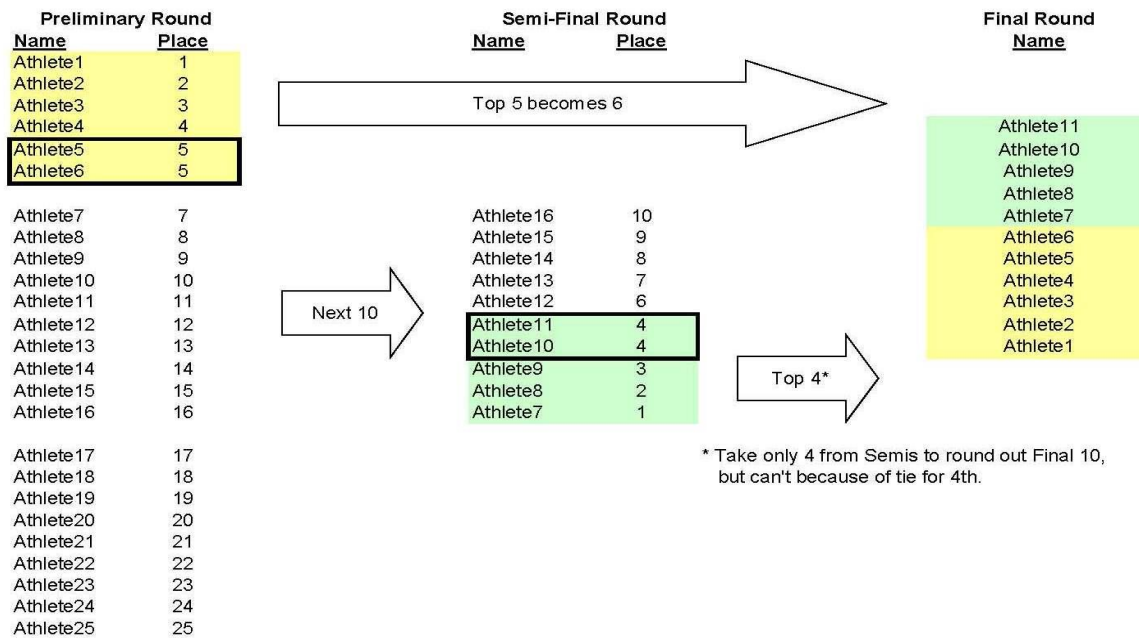 Preliminary Round
Name Place
Athlete1 1
Athlete2 2
Athlete3 3
Athlete4 4
Athlete5 5
Athlete6 5
Athlete7 7
Athlete8 8
Athlete9 9
Athlete10 10
Athlete11 11
Athlete12 12
Athlete13 13
Athlete14 14
Athlete15 15
Athlete16 16
Athlete17 17
Athlete18 18
Athlete19 19
Athlete20 20
Athlete21 21
Athlete22 22
Athlete23 23
Athlete24 24
Athlete25 25
Top 5 becomes 6
Next 10
Semi-Final Round
Name Place
Athlete16 10
Athlete15 9
Athlete14 8
Athlete13 7
Athlete12 6
Athlete11 4
Athlete10 4
Athlete9 3
Athlete8 2
Athlete7 1
Top 4*
* Take only 4 from Semis to round out Final 10,
but can't because of tie for 4th.
Final Round
Name
Athlete11
Athlete10
Athlete9
Athlete8
Athlete7
Athlete6
Athlete5
Athlete4
Athlete3
Athlete2
Athlete1